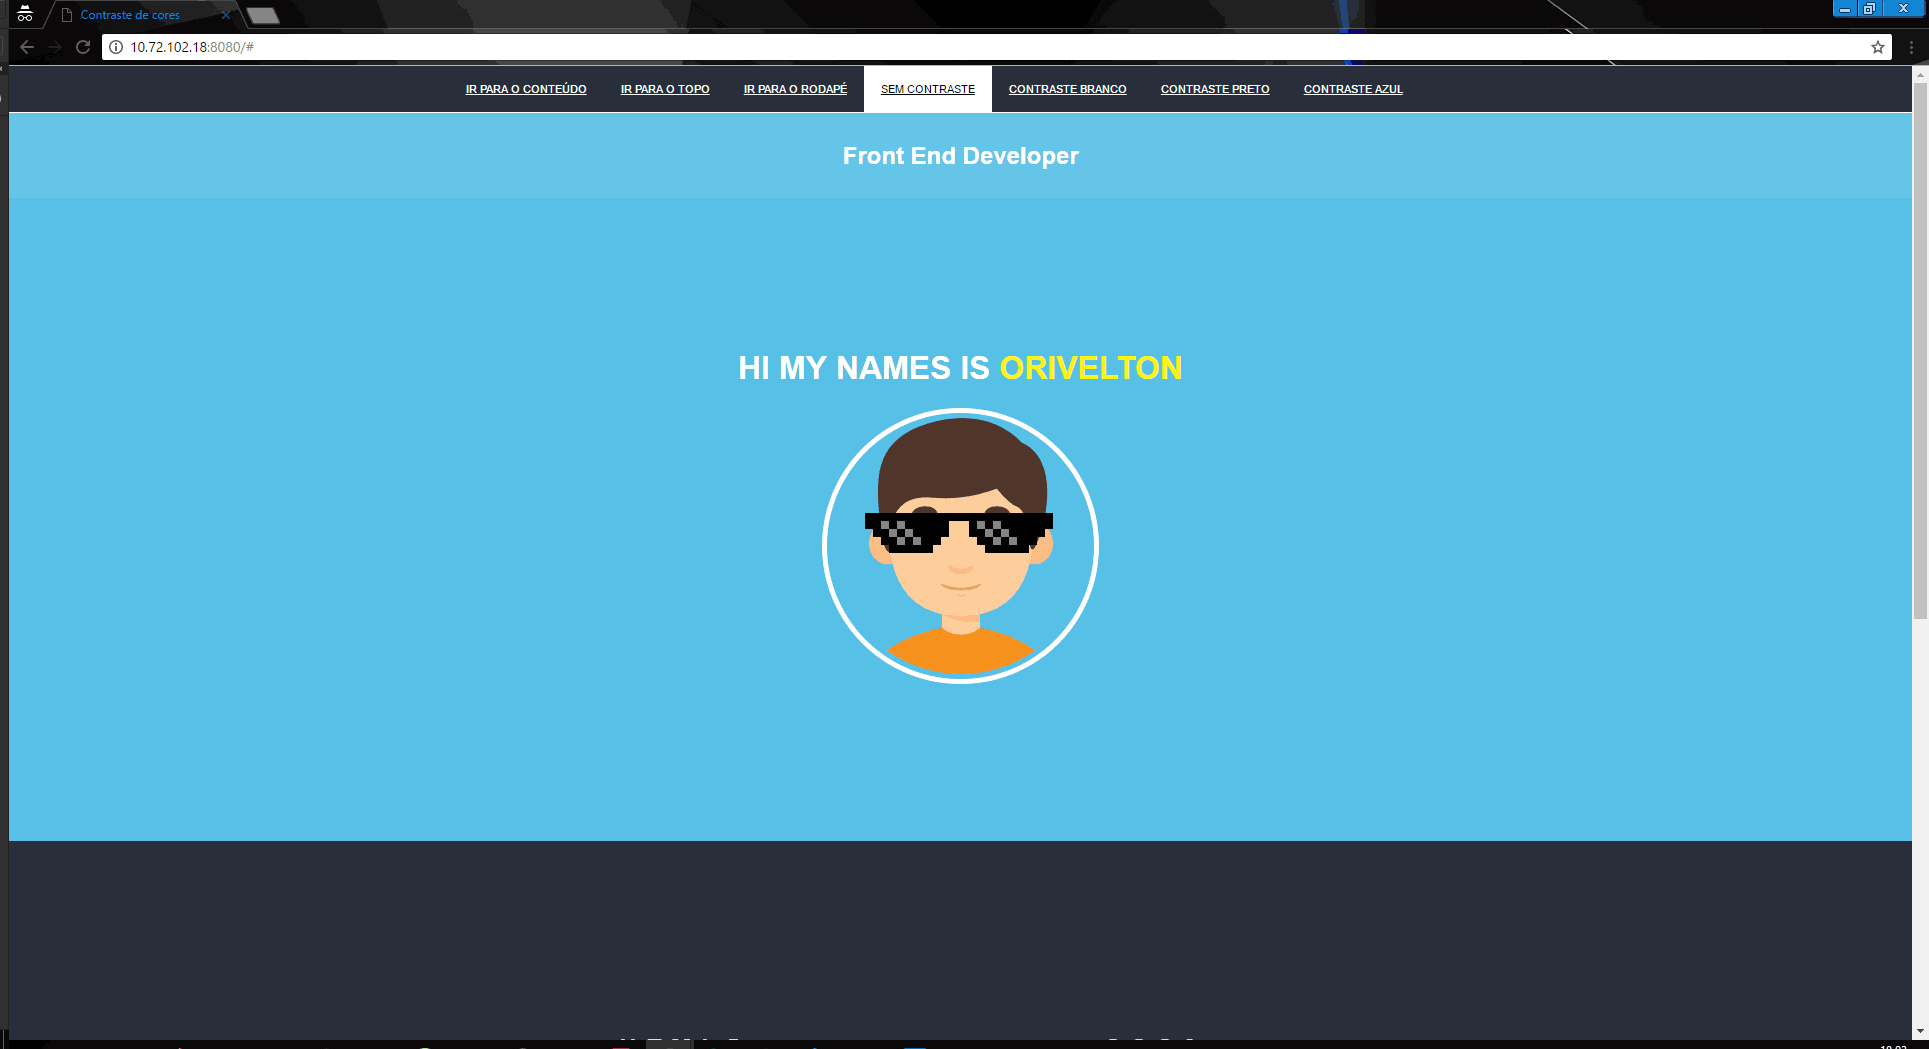 Contraste de cores
10.72.102.18:8080/#
IR PARA O CONTEÚDO IR PARA O TOPO IR PARA O RODAPÉ SEM CONTRASTE CONTRASTE BRANCO CONTRASTE PRETO CONTRASTE AZUL
Front End Developer
HI MY NAMES IS ORIVELTON